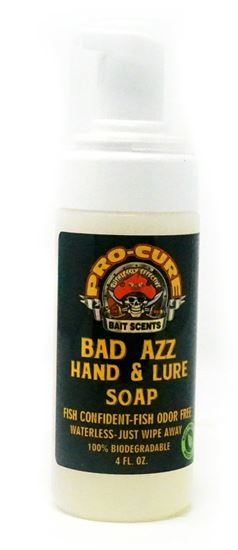 PRO-CURE
BAIT SCENTS
BAD AZZ
HAND & LURE
SOAP
FISH CONFIDENT-FISH ODOR FREE
WATERLESS-JUST WIPE AWAY
100% BIODEGRADABLE
4 FL. OZ.